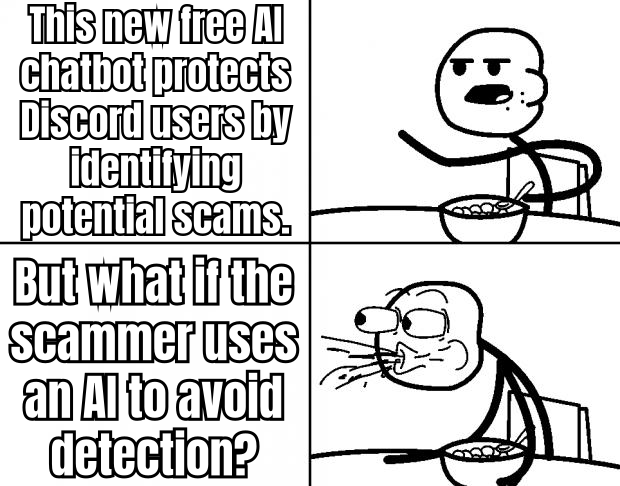 This new free AI
chatbot protects
Discord users by
identifying
potential scams.
But what if the
scammer uses
an AI to avoid
detection?